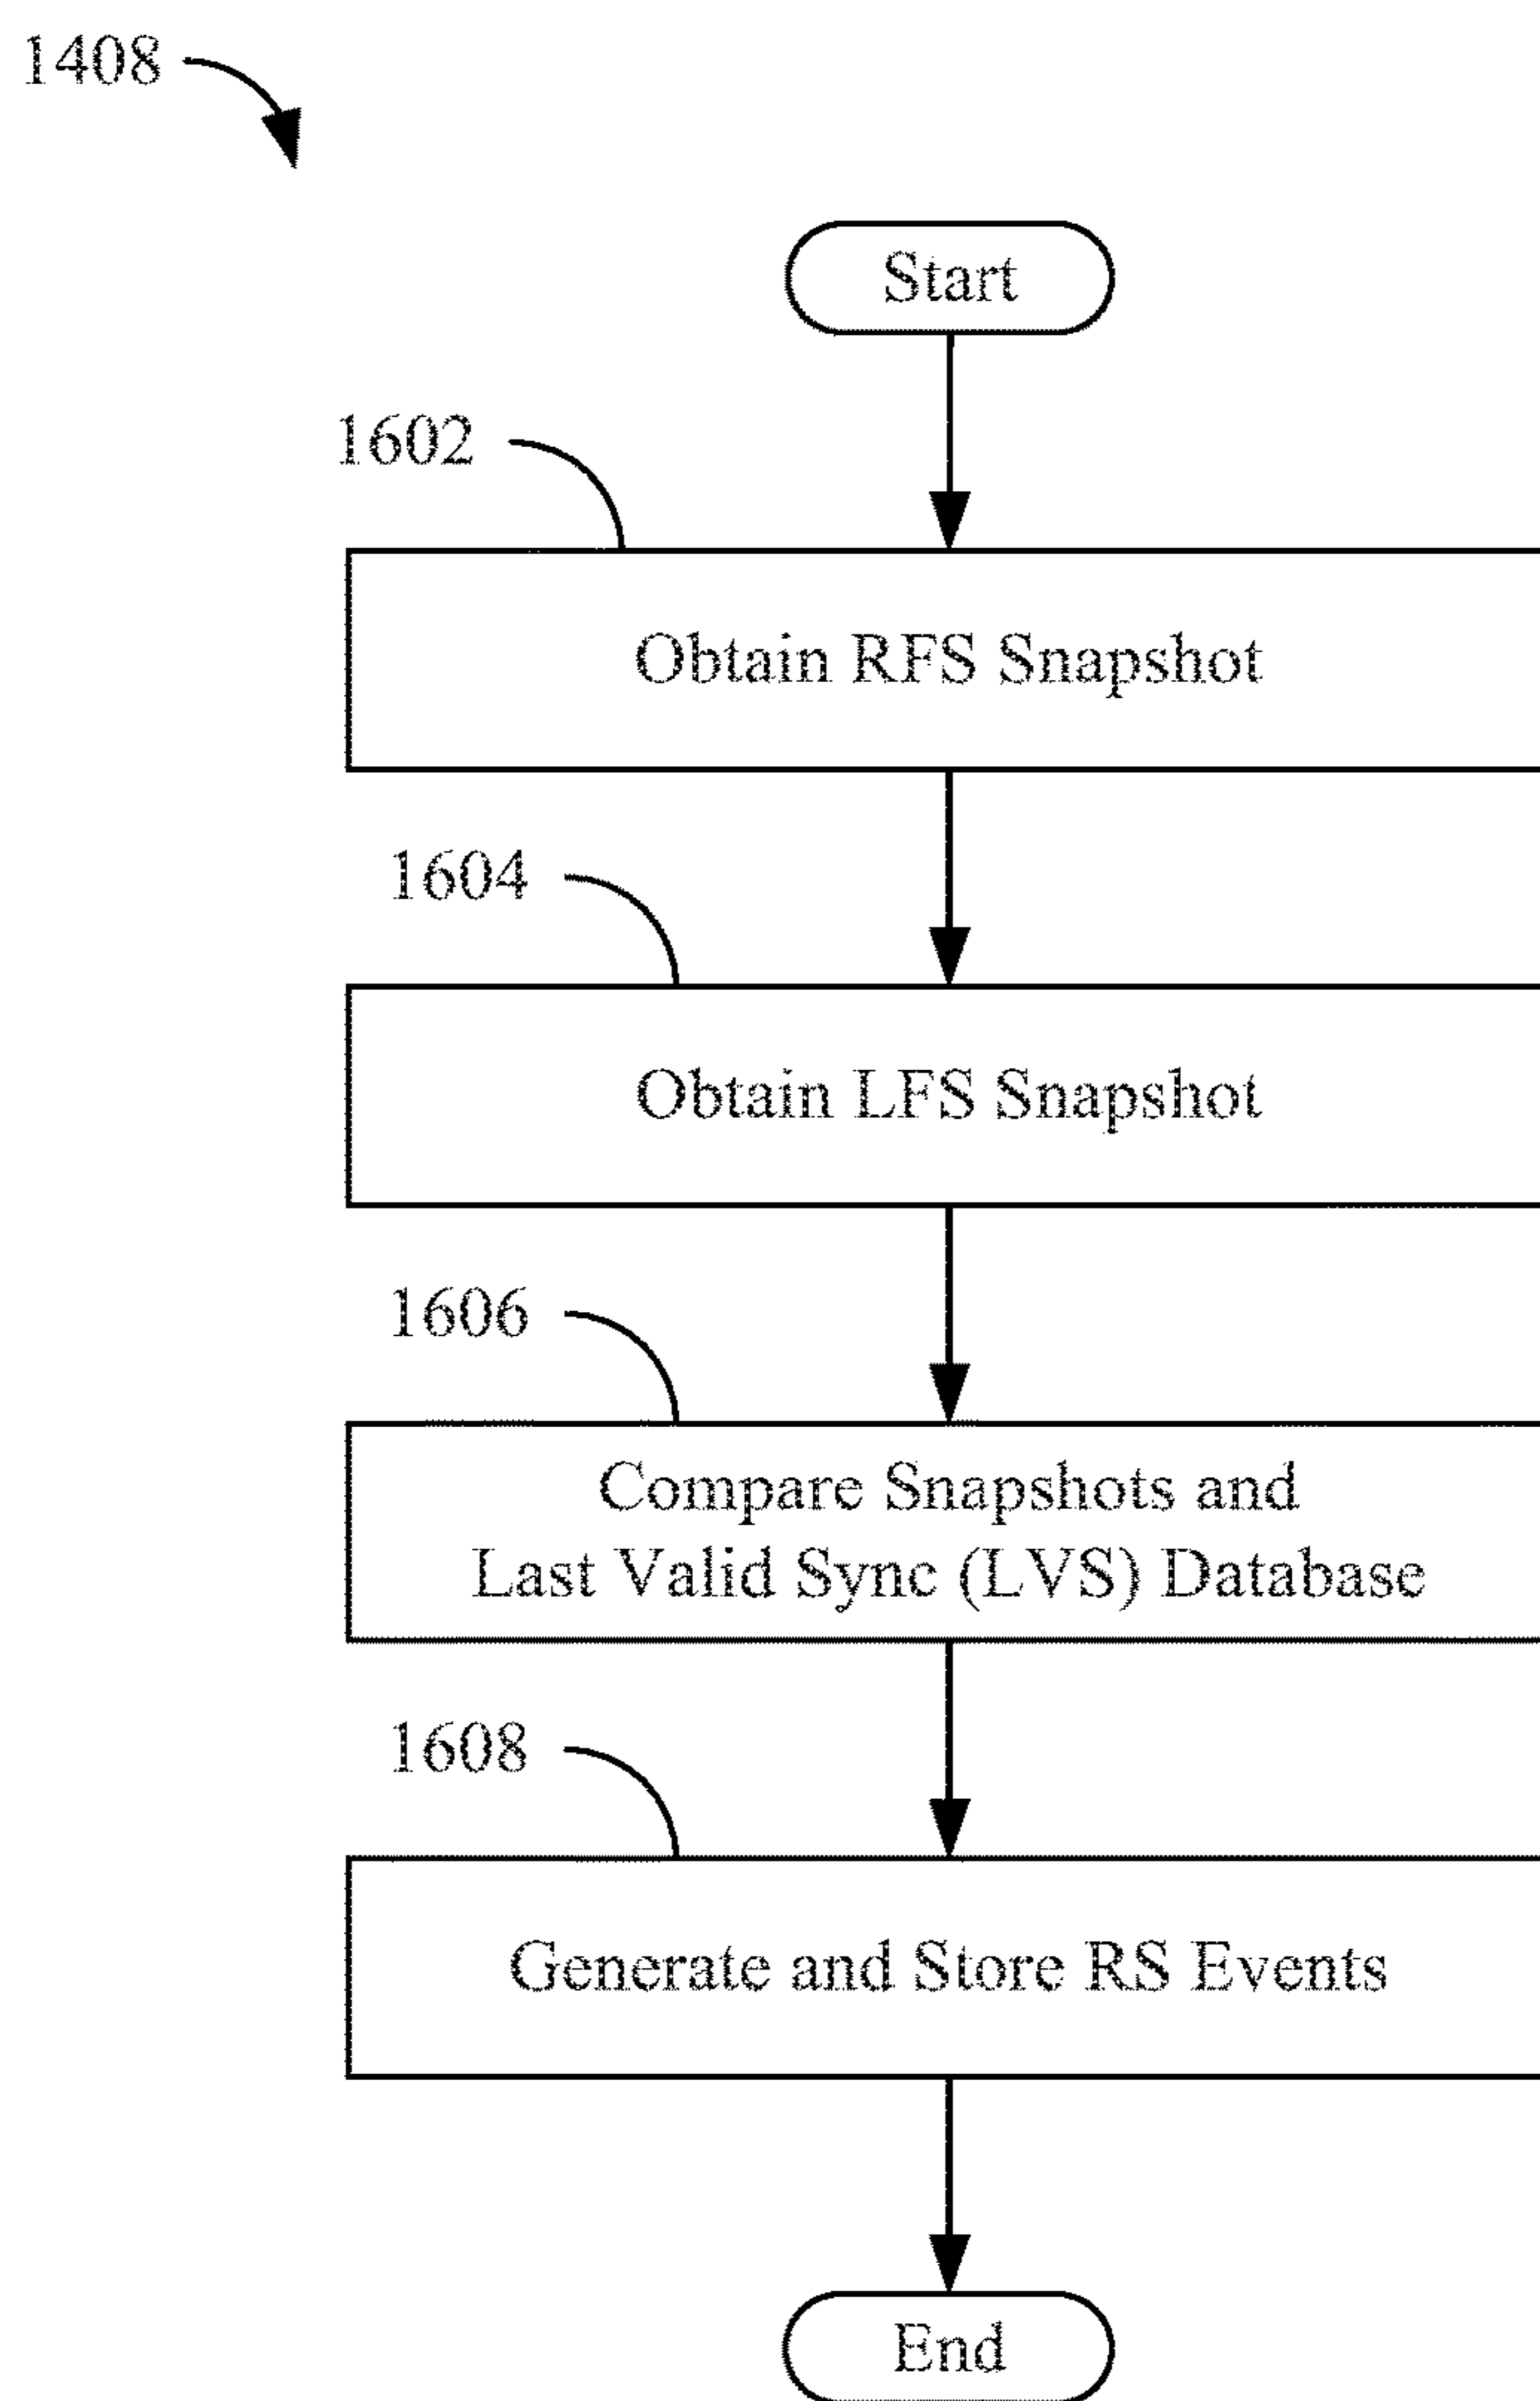 1408
Start
1602
Obtain RFS Snapshot
1604
Obtain LFS Snapshot
1606
Compare Snapshots and
Last Valid Sync (LVS) Database
1608
Generate and Store RS Events
End